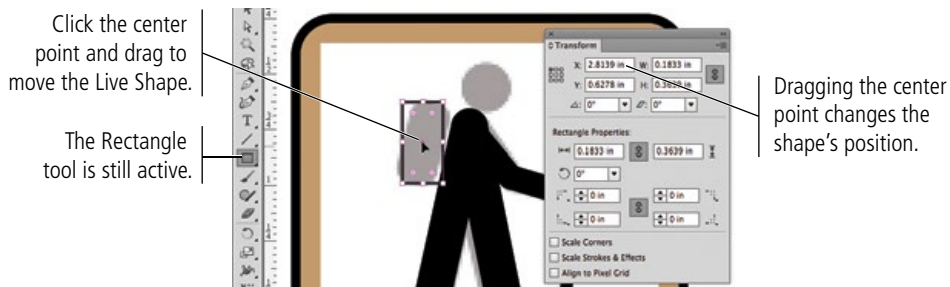 Click the center
point and drag to
move the Live Shape.
The Rectangle
tool is still active.
Transform
X: 2.8139 in W: 0.1833 in
Y: 0.6278 in H: 0.3639 in
0° 0°
Rectangle Properties:
0.1833 in 0.3639 in
0°
0 in 0 in
0 in 0 in
Scale Corners
Scale Strokes & Effects
Align to Pixel Grid
Dragging the center
point changes the
shape's position.